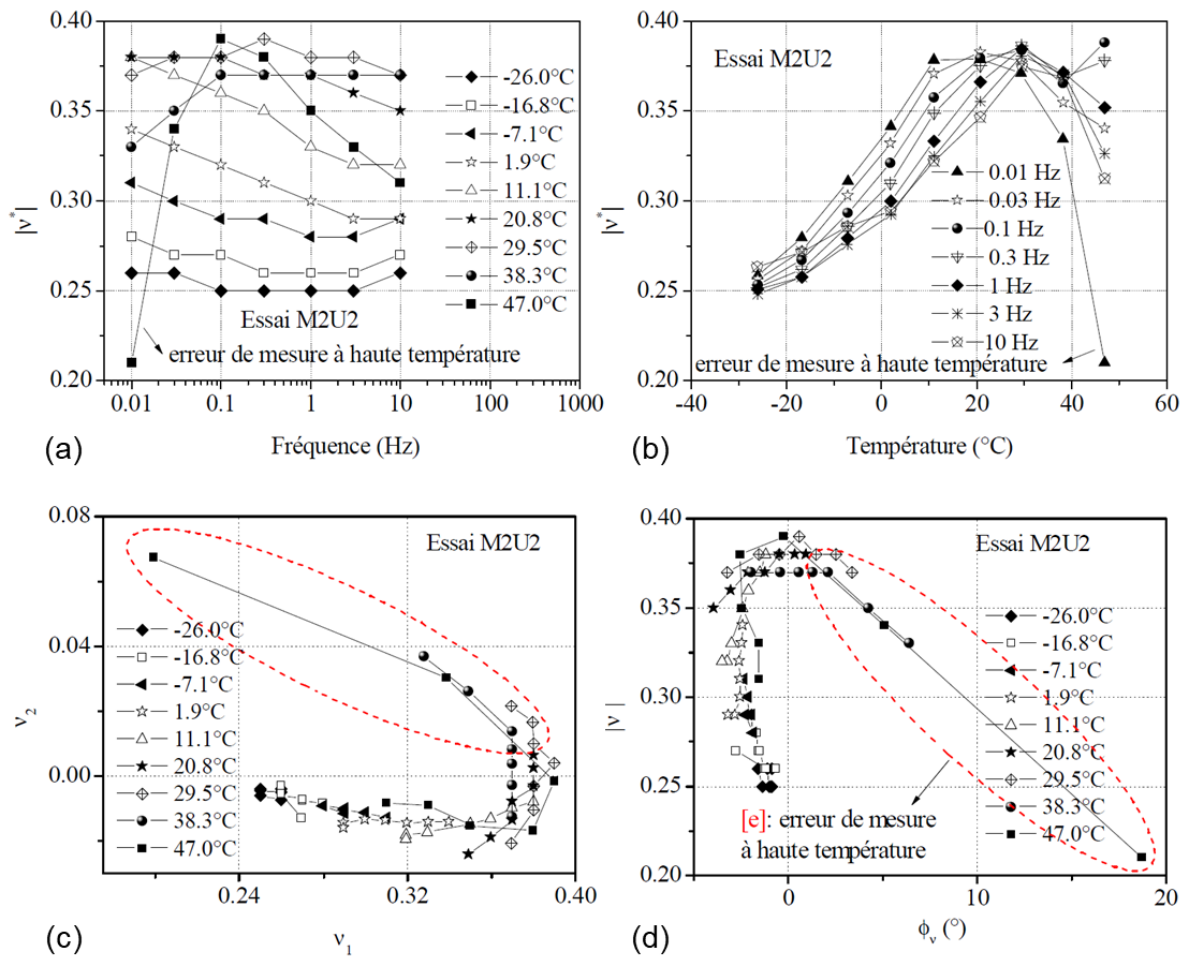 0.40
0.35
0.30
0.25
0.20
|ν*|
-26.0°C
-16.8°C
-7.1°C
1.9°C
11.1°C
20.8°C
29.5°C
38.3°C
47.0°C
Essai M2U2
erreur de mesure à haute température
0.01 0.1 1 10 100 1000
Fréquence (Hz)
(a)
0.40
0.35
0.30
0.25
0.20
|ν*|
Essai M2U2
0.01 Hz
0.03 Hz
0.1 Hz
0.3 Hz
1 Hz
3 Hz
10 Hz
erreur de mesure à haute température
-40 -20 0 20 40 60
Température (°C)
(b)
0.08
0.04
0.00
ν2
Essai M2U2
-26.0°C
-16.8°C
-7.1°C
1.9°C
11.1°C
20.8°C
29.5°C
38.3°C
47.0°C
0.24 0.32 0.40
ν1
(c)
0.40
0.35
0.30
0.25
0.20
|ν|
Essai M2U2
-26.0°C
-16.8°C
-7.1°C
1.9°C
11.1°C
20.8°C
29.5°C
38.3°C
47.0°C
[e]: erreur de mesure
à haute température
0 10 20
ϕν (°)
(d)